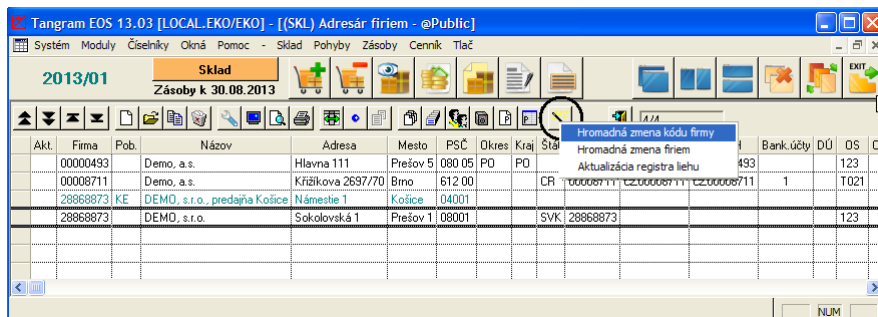 Tangram EOS 13.03 [LOCAL.EKO/EKO] - [(SKL) Adresár firiem - @Public]
Systém Moduly Číselníky Okná Pomoc - Sklad Pohyby Zásoby Cenník Tlač
2013/01 Sklad EXIT
Zásoby k 30.08.2013
4/4
Hromadná zmena kódu firmy
Hromadná zmena firiem
Aktualizácia registra liehu
Akt. Firma Pob. Názov Adresa Mesto PSČ Okres Kraj Bank.účty DÚ OS
00000493 Demo, a.s. Hlavna 111 Prešov 5 080 05 PO PO 493 123
00008711 Demo, a.s. Křižíkova 2697/70 Brno 612 00 CR 00008711 CZ00008711 CZ00008711 1 T021
28868873 KE DEMO, s.r.o., predajňa Košice Námestie 1 Košice 04001
28868873 DEMO, s.r.o. Sokolovská 1 Prešov 1 08001 SVK 28868873 123
NUM